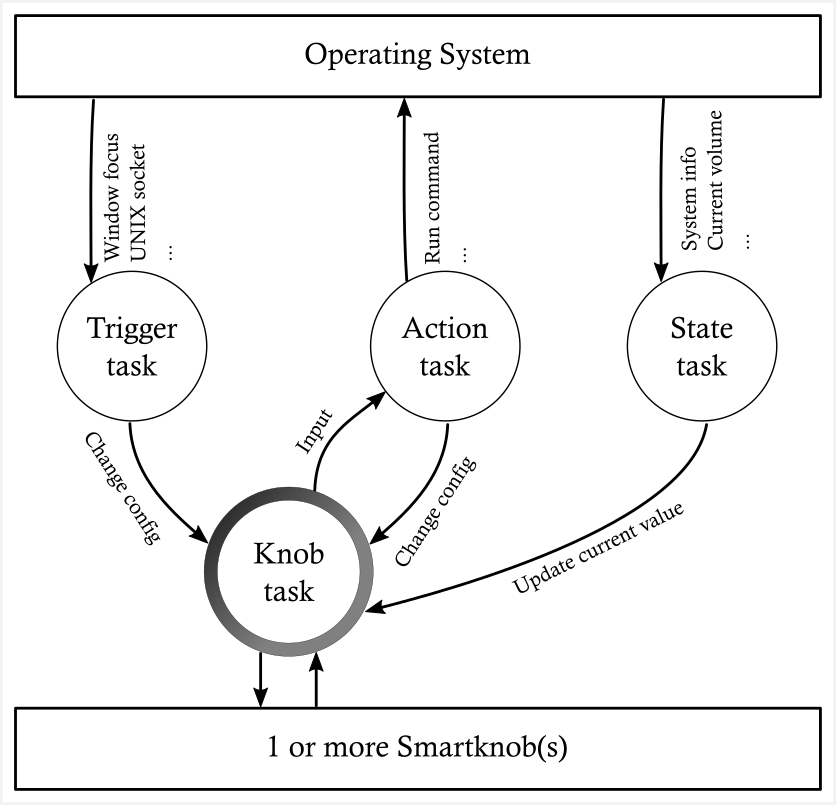 Operating System
Window focus
UNIX socket
...
Run command
...
System info
Current volume
...
Trigger
task
Action
task
State
task
Change config
Input
Change config
Update current value
Knob
task
1 or more Smartknob(s)